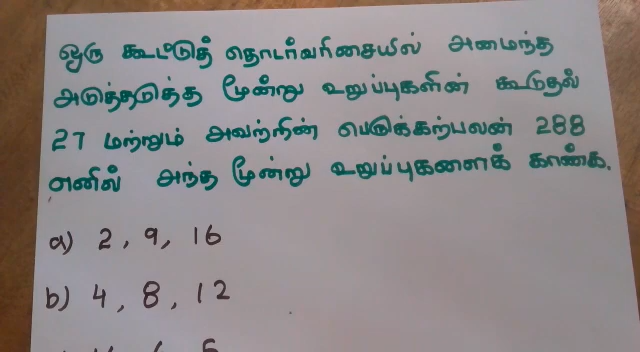 ஒரு கூட்டுத் தொடர்வரிசையில் அமைந்த
அடுத்தடுத்த மூன்று உறுப்புகளின் கூடுதல்
27 மற்றும் அவற்றின் பெடுக்கற்பலன் 288
எனில் அந்த மூன்று உறுப்புகளைக் காண்க.
a) 2, 9, 16
b) 4, 8, 12